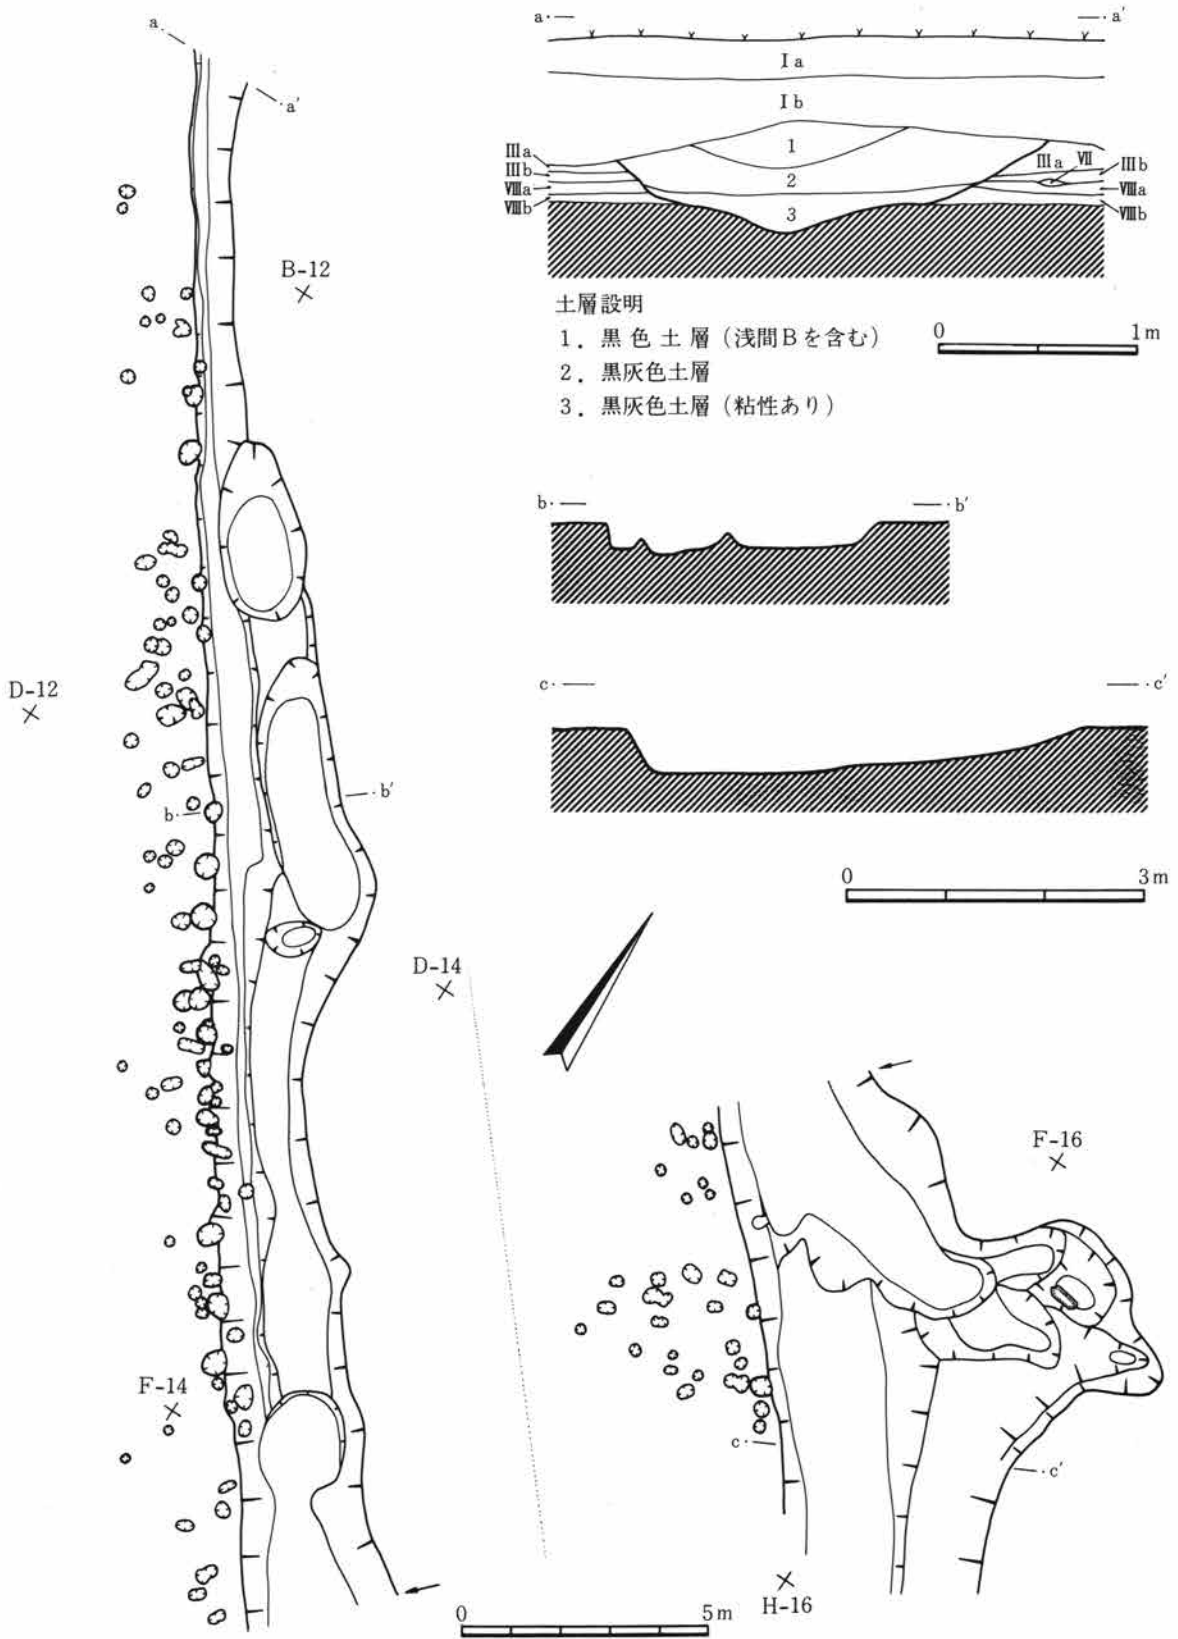 a
a'
a
a'
Ⅰa
Ⅰb
1
2
3
Ⅲa
Ⅲb
Ⅷa
Ⅷb
Ⅲa
Ⅶ
Ⅲb
Ⅷa
Ⅷb
B-12
土層設明
1．黒色土層（浅間Bを含む）
2．黒灰色土層
3．黒灰色土層（粘性あり）
0 1m
b
b'
D-12
c
c'
b
b'
0 3m
D-14
F-16
F-14
c
c'
H-16
0 5m